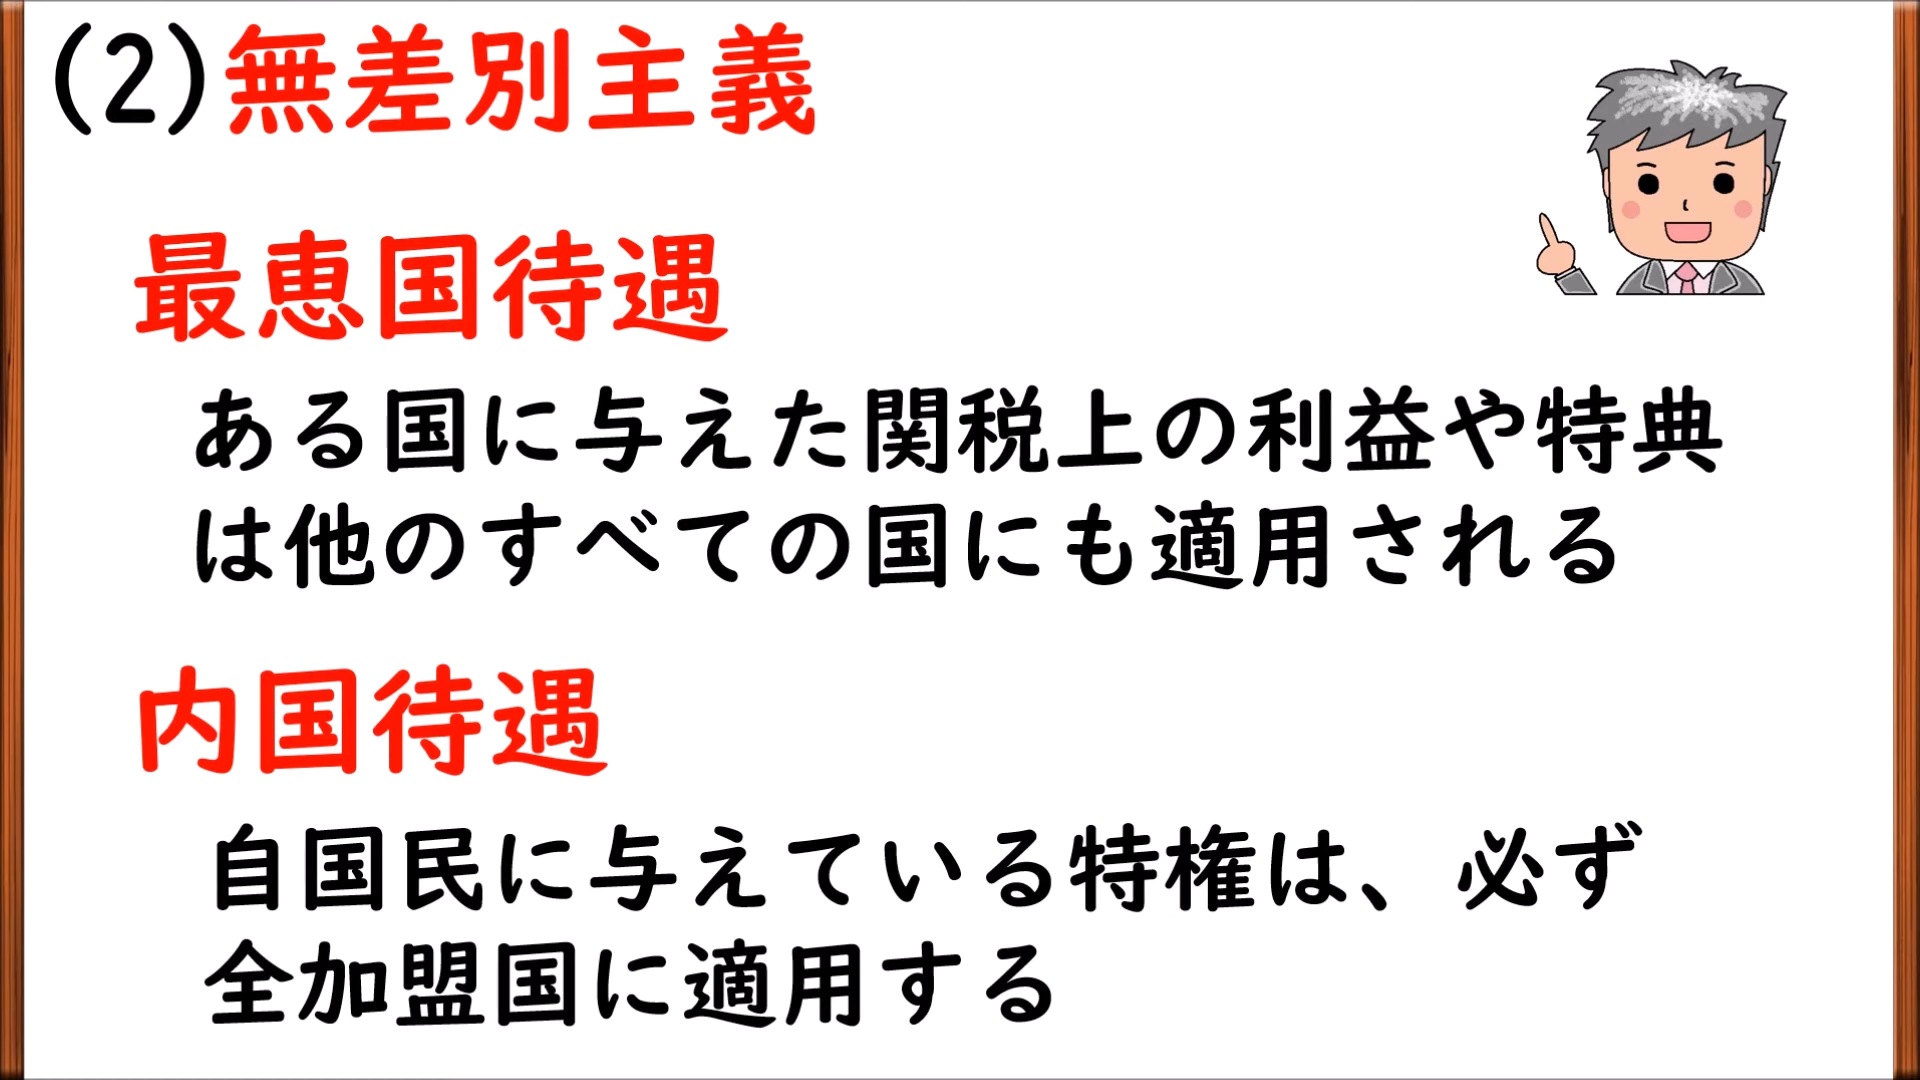 (2)無差別主義
最恵国待遇
ある国に与えた関税上の利益や特典
は他のすべての国にも適用される
内国待遇
自国民に与えている特権は、必ず
全加盟国に適用する